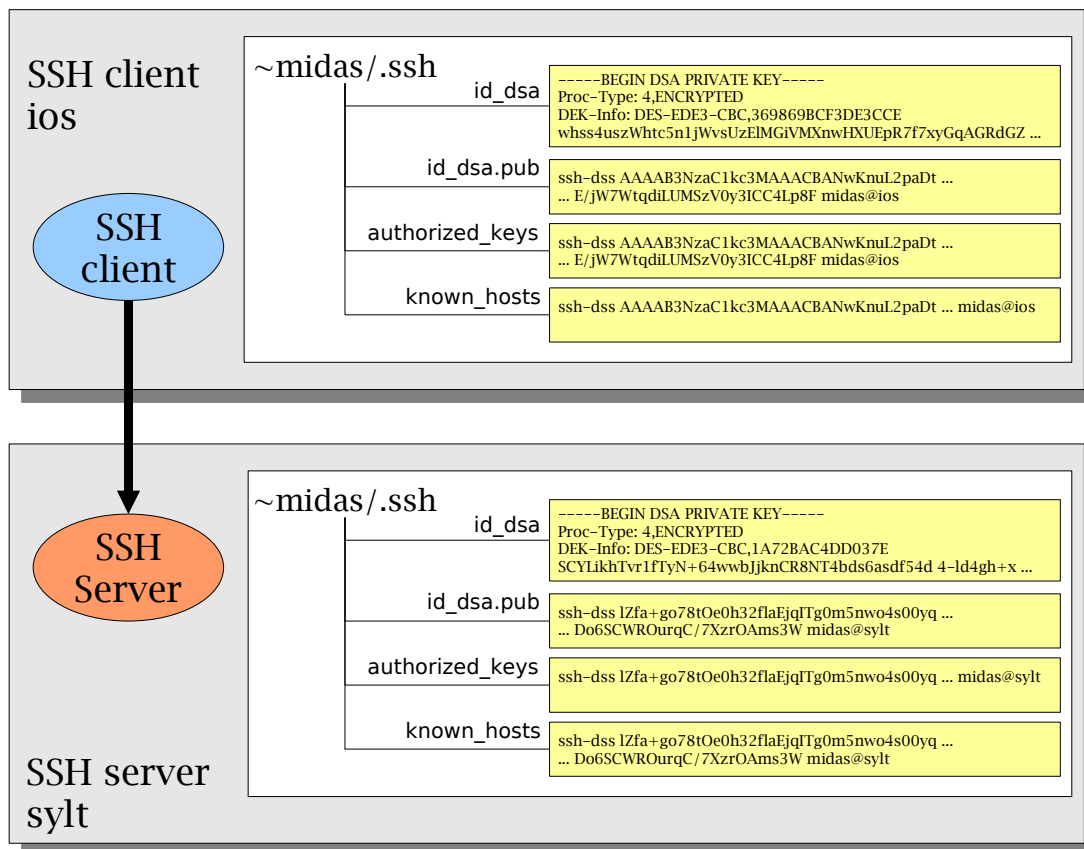 SSH client
ios
~midas/.ssh
id_dsa
-----BEGIN DSA PRIVATE KEY-----
Proc-Type: 4,ENCRYPTED
DEK-Info: DES-EDE3-CBC,369869BCF3DE3CCE
whss4uszWhtc5n1jWvsUzElMGiVMXnwHXUEpR7f7xyGqAGRdGZ ...
id_dsa.pub
ssh-dss AAAAB3NzaC1kc3MAAACBANwKnuL2paDt ...
... E/jW7WtqdiLUMSzV0y3ICC4Lp8F midas@ios
authorized_keys
ssh-dss AAAAB3NzaC1kc3MAAACBANwKnuL2paDt ...
... E/jW7WtqdiLUMSzV0y3ICC4Lp8F midas@ios
known_hosts
ssh-dss AAAAB3NzaC1kc3MAAACBANwKnuL2paDt ... midas@ios
SSH
client
SSH
Server
~midas/.ssh
id_dsa
-----BEGIN DSA PRIVATE KEY-----
Proc-Type: 4,ENCRYPTED
DEK-Info: DES-EDE3-CBC,1A72BAC4DD037E
SCYLikhTvr1fTyN+64wwbJjknCR8NT4bds6asdf54d 4-ld4gh+x ...
id_dsa.pub
ssh-dss lZfa+go78tOe0h32flaEjqITg0m5nwo4s00yq ...
... Do6SCWROurqC/7XzrOAms3W midas@sylt
authorized_keys
ssh-dss lZfa+go78tOe0h32flaEjqITg0m5nwo4s00yq ... midas@sylt
known_hosts
ssh-dss lZfa+go78tOe0h32flaEjqITg0m5nwo4s00yq ...
... Do6SCWROurqC/7XzrOAms3W midas@sylt
SSH server
sylt